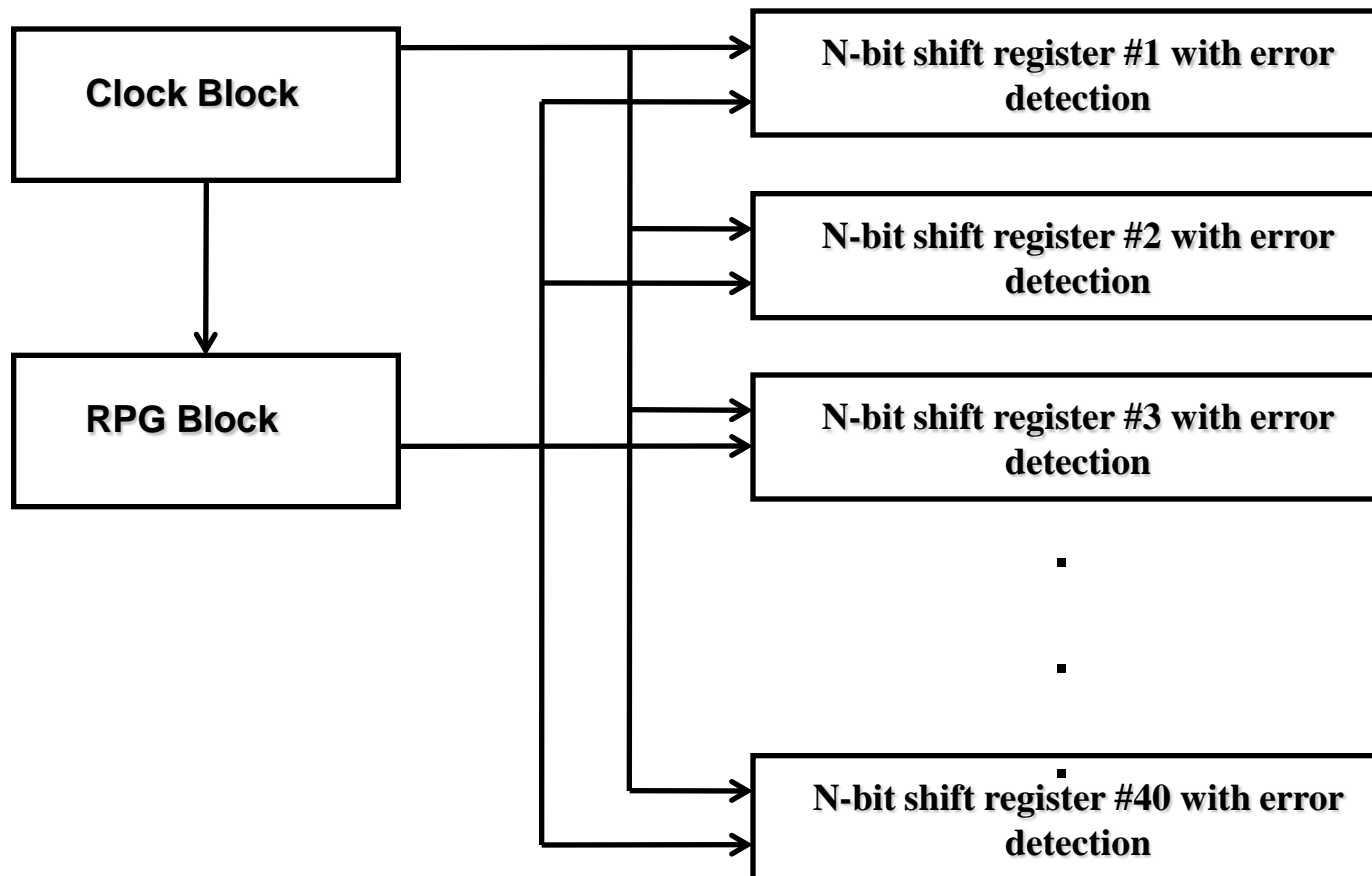 Clock Block
RPG Block
N-bit shift register #1 with error
detection
N-bit shift register #2 with error
detection
N-bit shift register #3 with error
detection
.
.
.
N-bit shift register #40 with error
detection